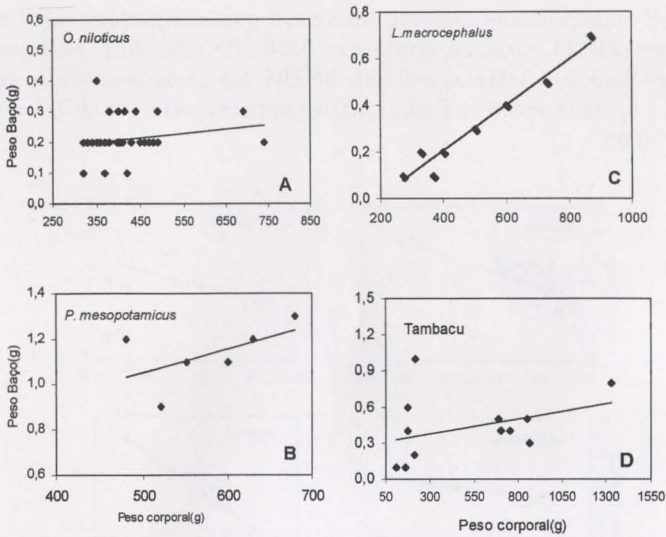 0,6
O. niloticus
0,5
0,4
0,3
0,2
0,1
0,0
Peso Baço(g)
A
250 350 450 550 650 750 850
0,8
L.macrocephalus
0,6
0,4
0,2
C
0,0
200 400 600 800 1000
1,4
P. mesopotamicus
1,2
1,0
0,8
0,6
Peso Baço(g)
B
400 500 600 700
Peso corporal(g)
1,5
Tambacu
1,2
0,9
0,6
0,3
0,0
D
50 300 550 800 1050 1300 1550
Peso corporal(g)